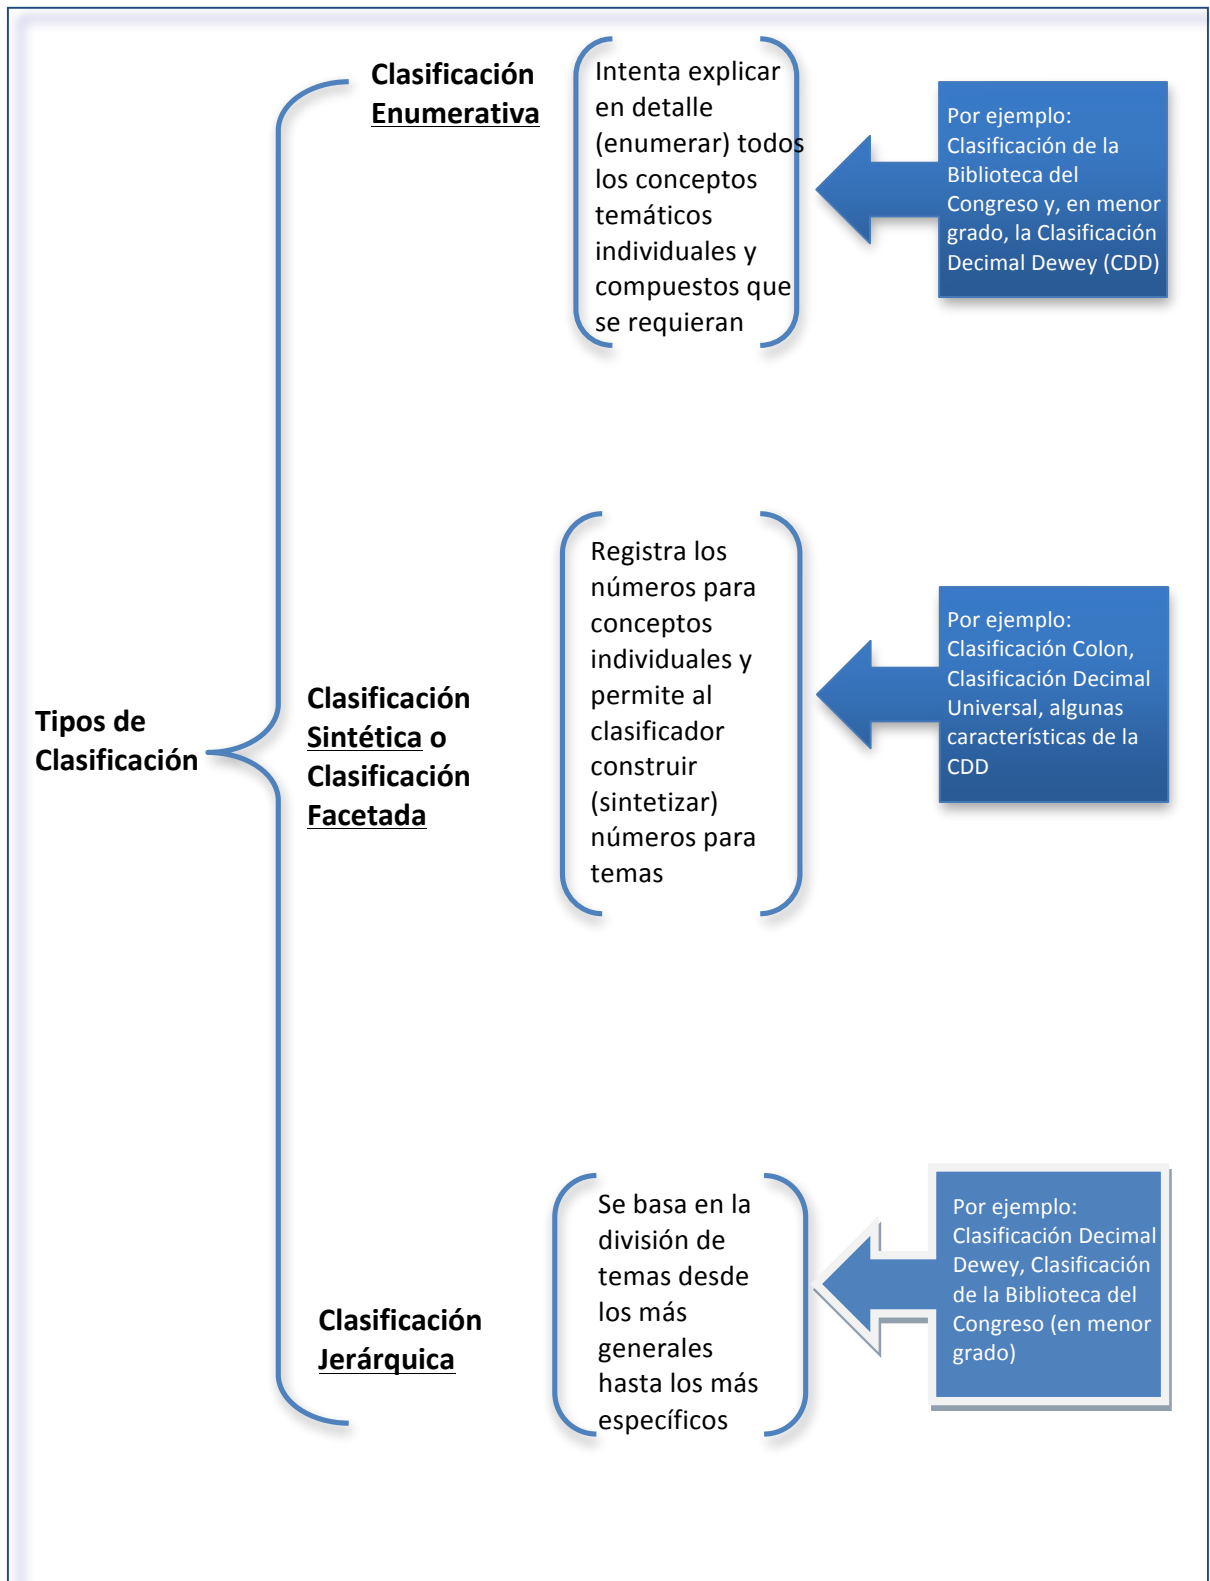 Tipos de
Clasificación
Clasificación
Enumerativa
Intenta explicar
en detalle
(enumerar) todos
los conceptos
temáticos
individuales y
compuestos que
se requieran
Por ejemplo:
Clasificación de la
Biblioteca del
Congreso y, en menor
grado, la Clasificación
Decimal Dewey (CDD)
Clasificación
Sintética o
Clasificación
Facetada
Registra los
números para
conceptos
individuales y
permite al
clasificador
construir
(sintetizar)
números para
temas
Por ejemplo:
Clasificación Colon,
Clasificación Decimal
Universal, algunas
características de la
CDD
Clasificación
Jerárquica
Se basa en la
división de
temas desde
los más
generales
hasta los más
específicos
Por ejemplo:
Clasificación Decimal
Dewey, Clasificación
de la Biblioteca del
Congreso (en menor
grado)